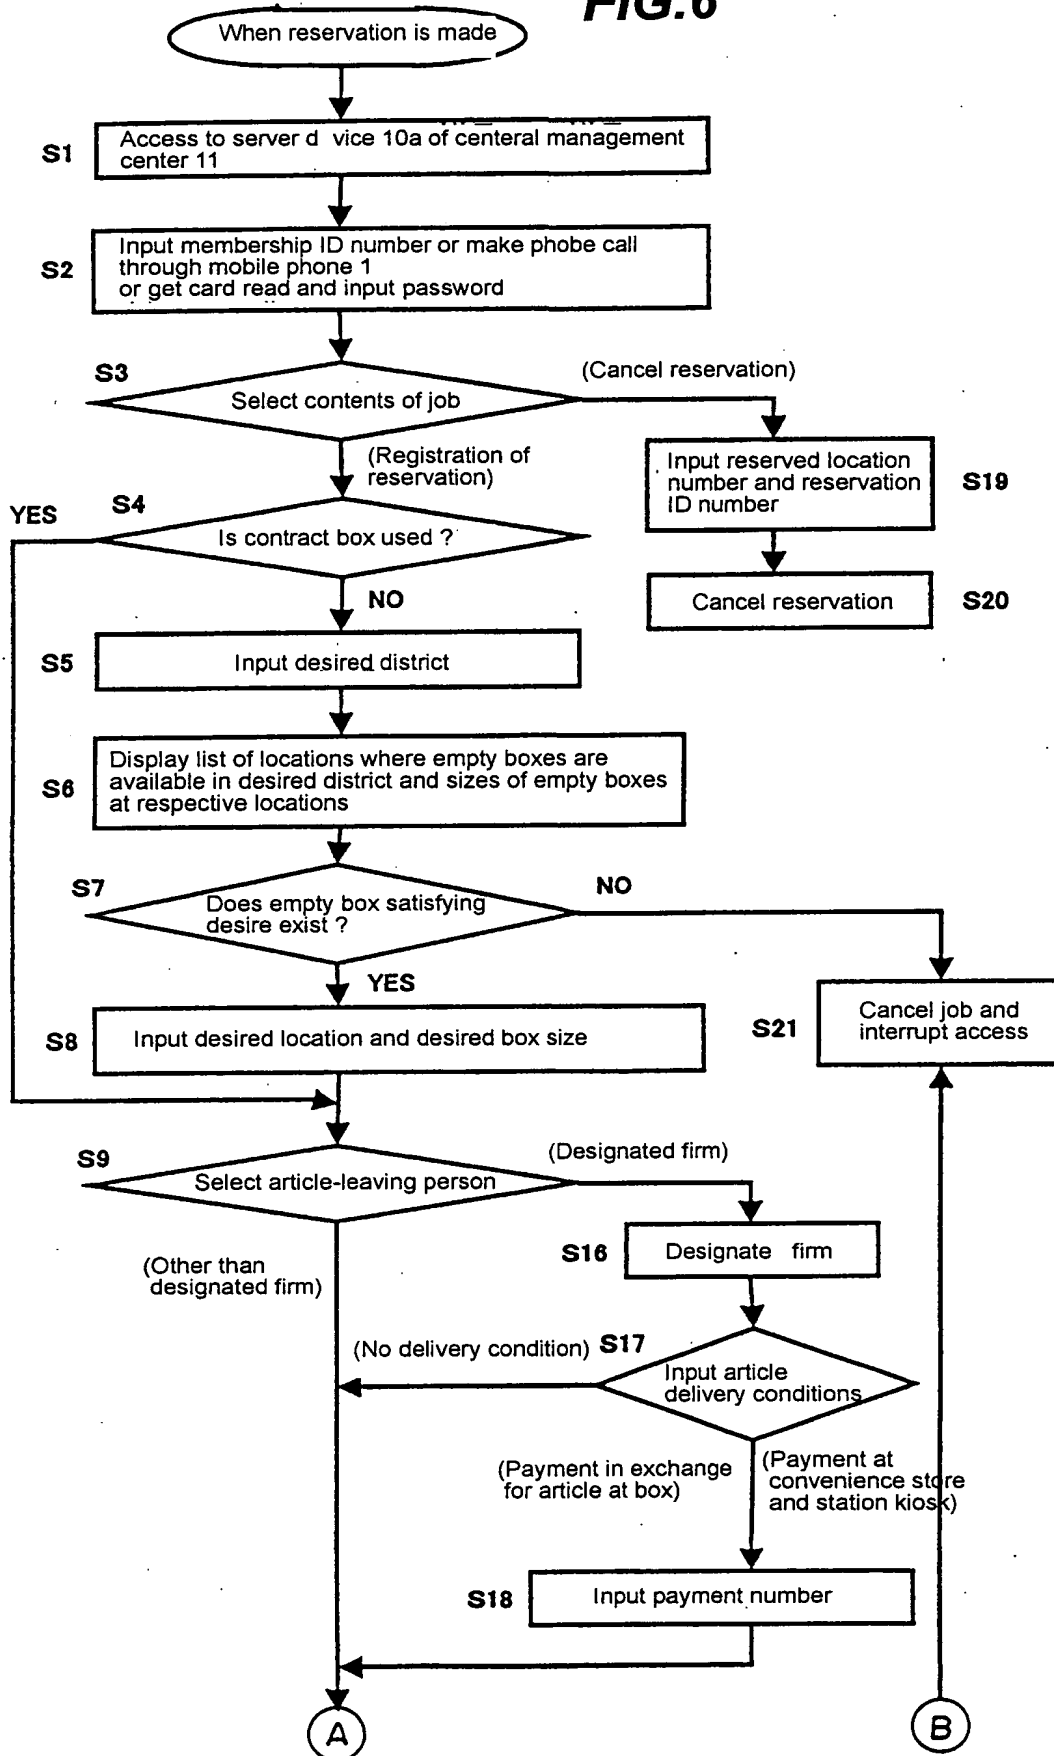 FIG.6
When reservation is made
S1
Access to server d vice 10a of centeral management
center 11
S2
Input membership ID number or make phobe call
through mobile phone 1
or get card read and input password
S3
Select contents of job
(Cancel reservation)
(Registration of
reservation)
Input reserved location
number and reservation
ID number
S19
S4
YES
Is contract box used ?
NO
Cancel reservation
S20
S5
Input desired district
S6
Display list of locations where empty boxes are
available in desired district and sizes of empty boxes
at respective locations
S7
Does empty box satisfying
desire exist ?
NO
YES
S8
Input desired location and desired box size
S21
Cancel job and
interrupt access
S9
Select article-leaving person
(Designated firm)
(Other than
designated firm)
S16
Designate firm
(No delivery condition)
S17
Input article
delivery conditions
(Payment in exchange
for article at box)
(Payment at
convenience store
and station kiosk)
S18
Input payment number
A
B